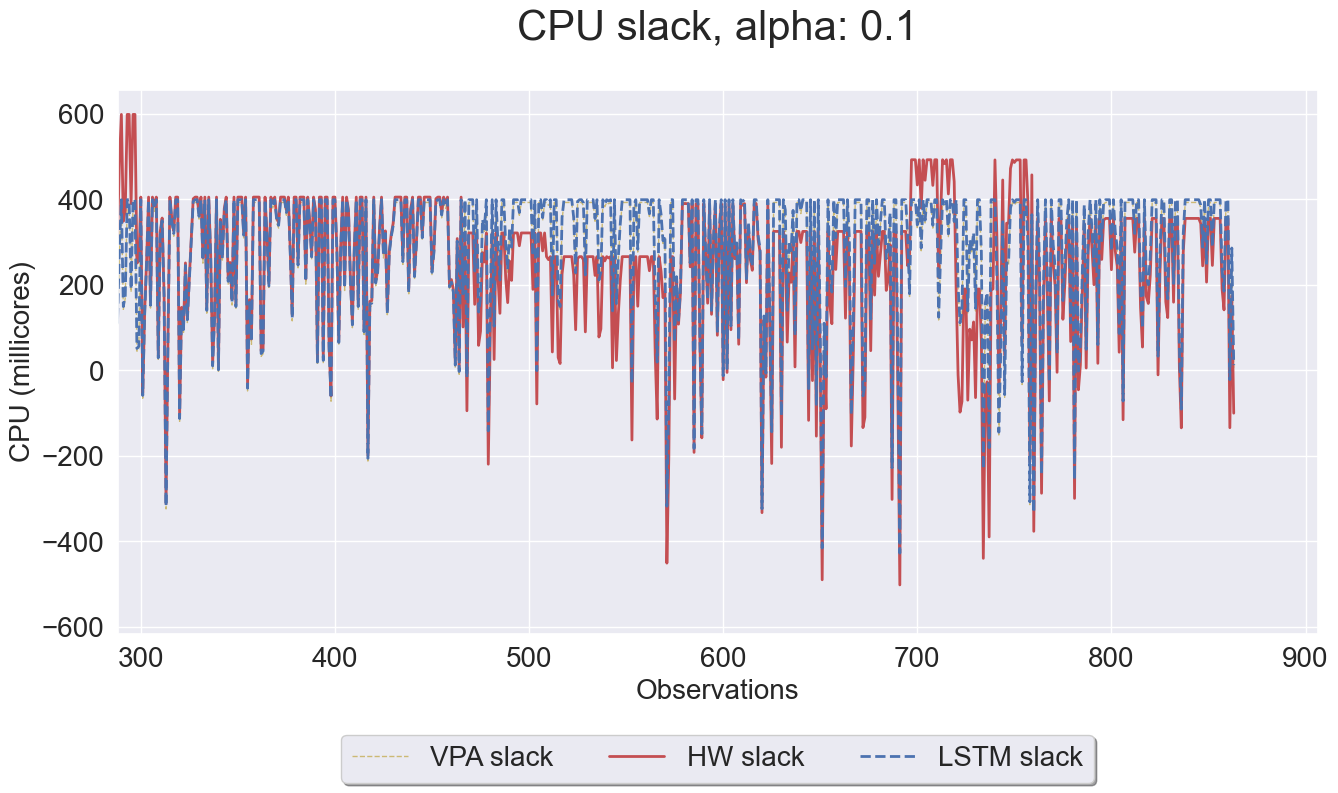 CPU slack, alpha: 0.1
600
400
200
0
−200
−400
−600
CPU (millicores)
300 400 500 600 700 800 900
Observations
VPA slack HW slack LSTM slack